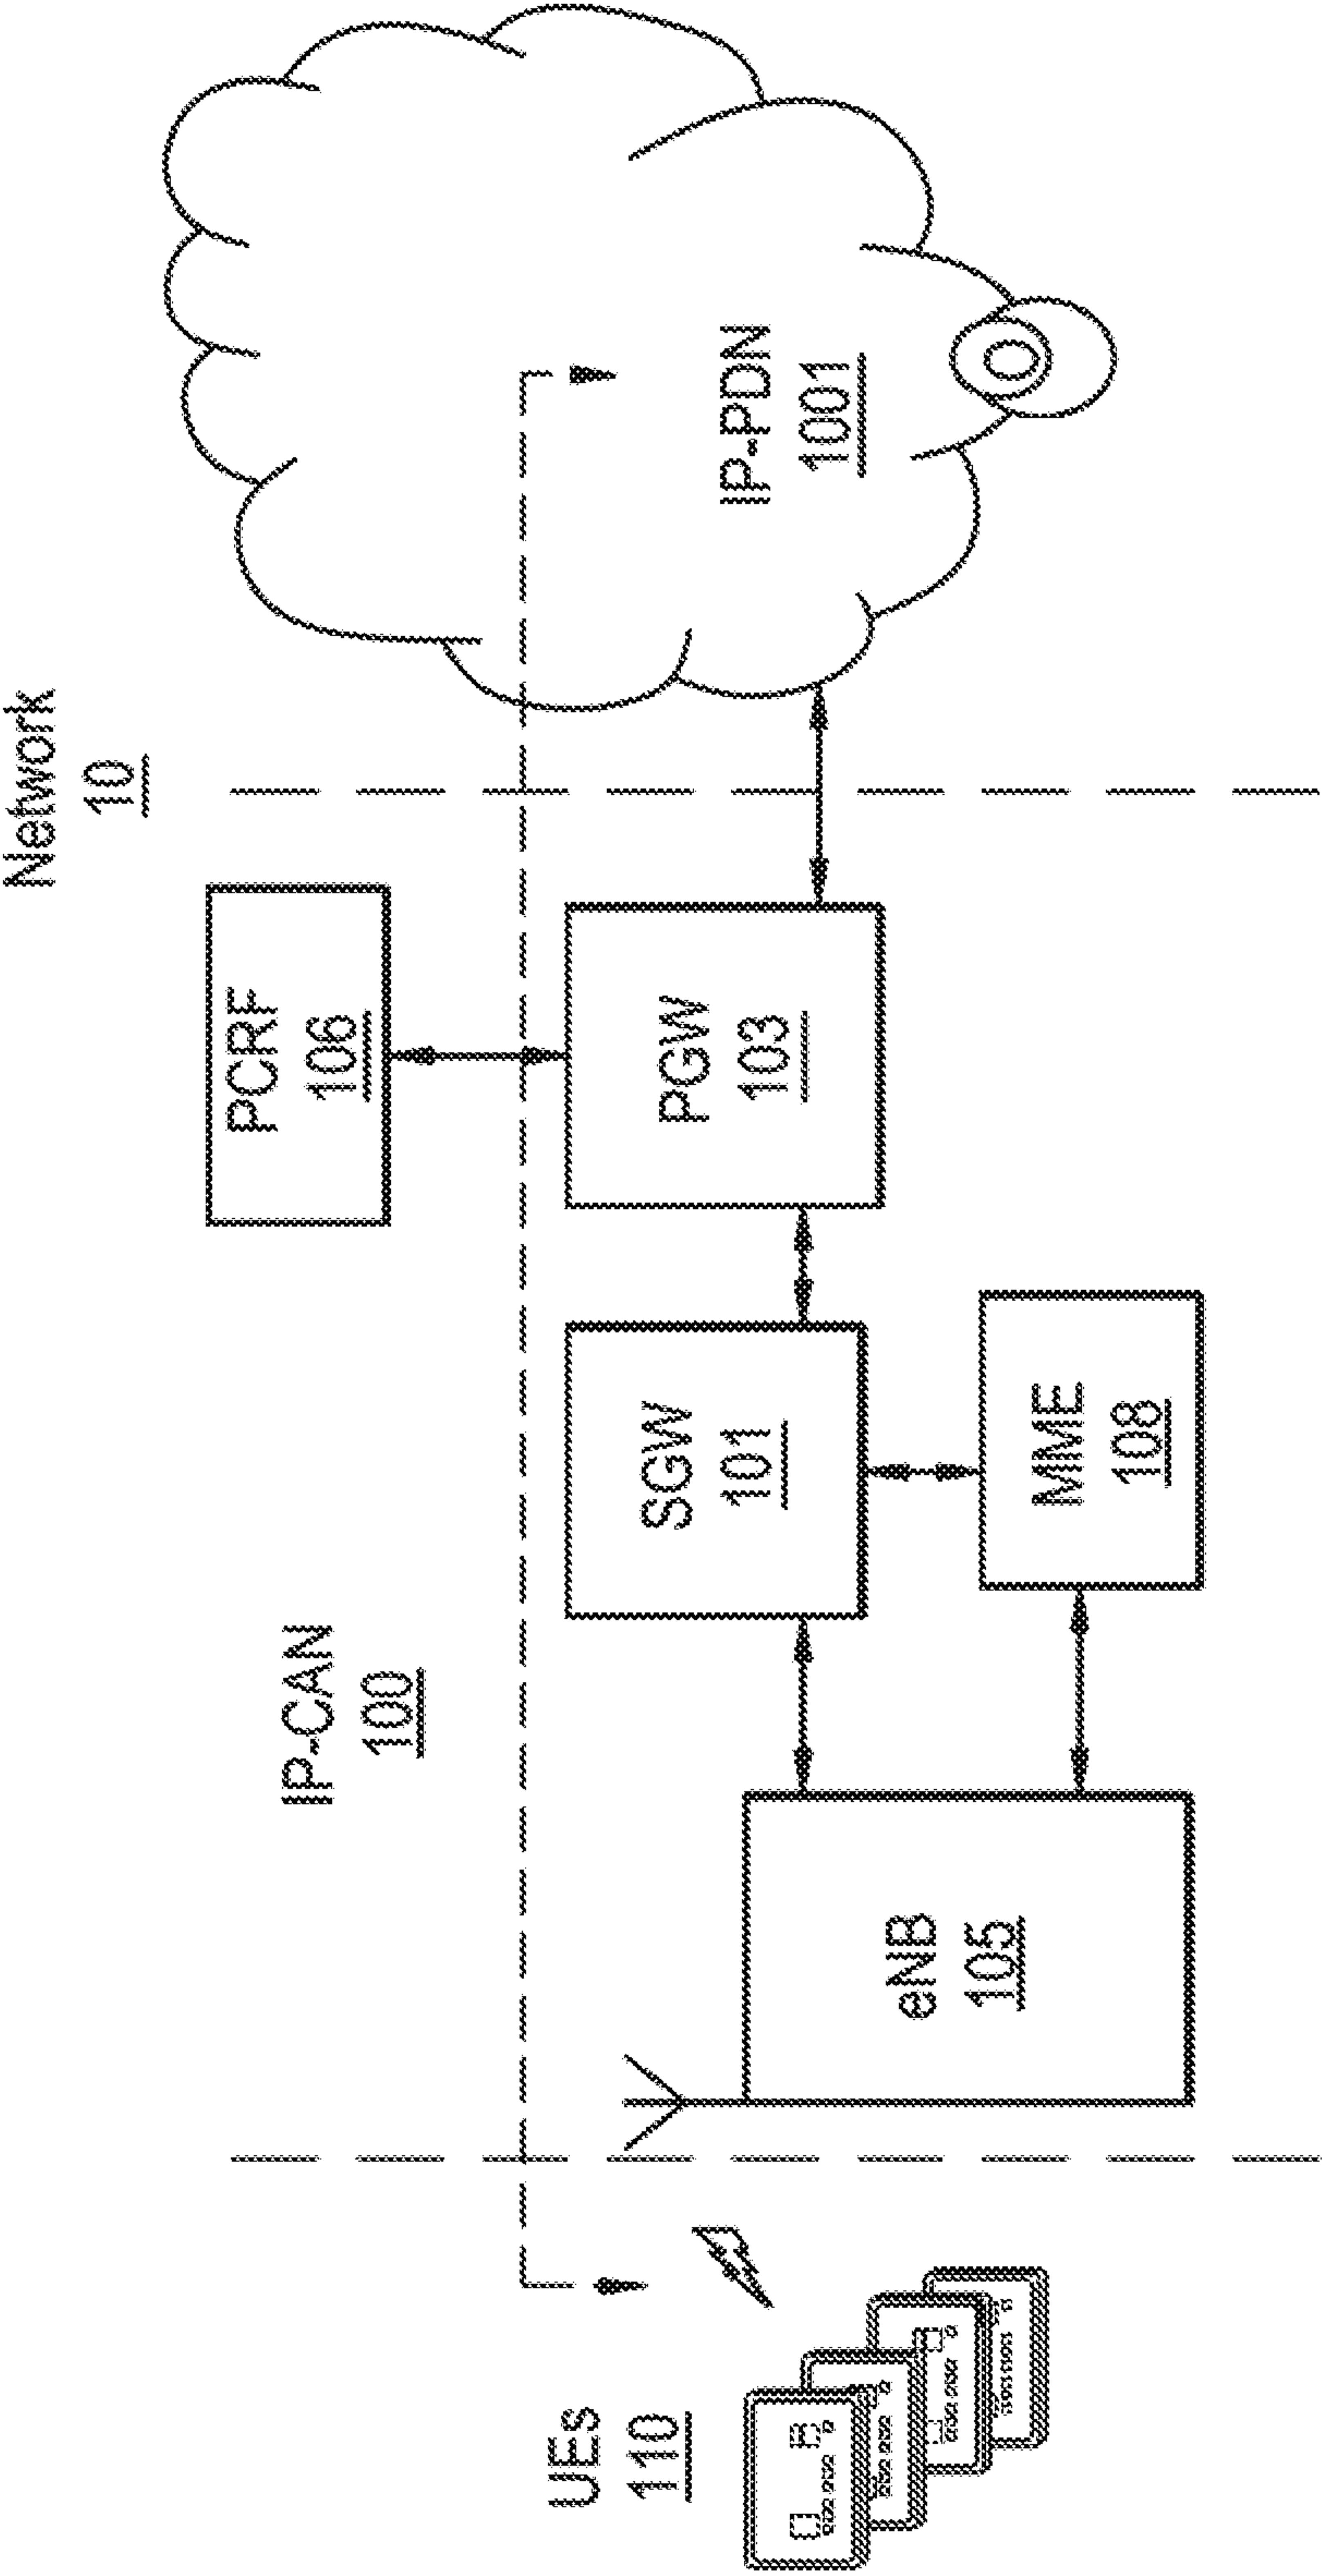 Network
10
IP-CAN
100
PCRF
106
UEs
110
eNB
105
SGW
101
MME
108
PGW
103
IP-PDN
1001